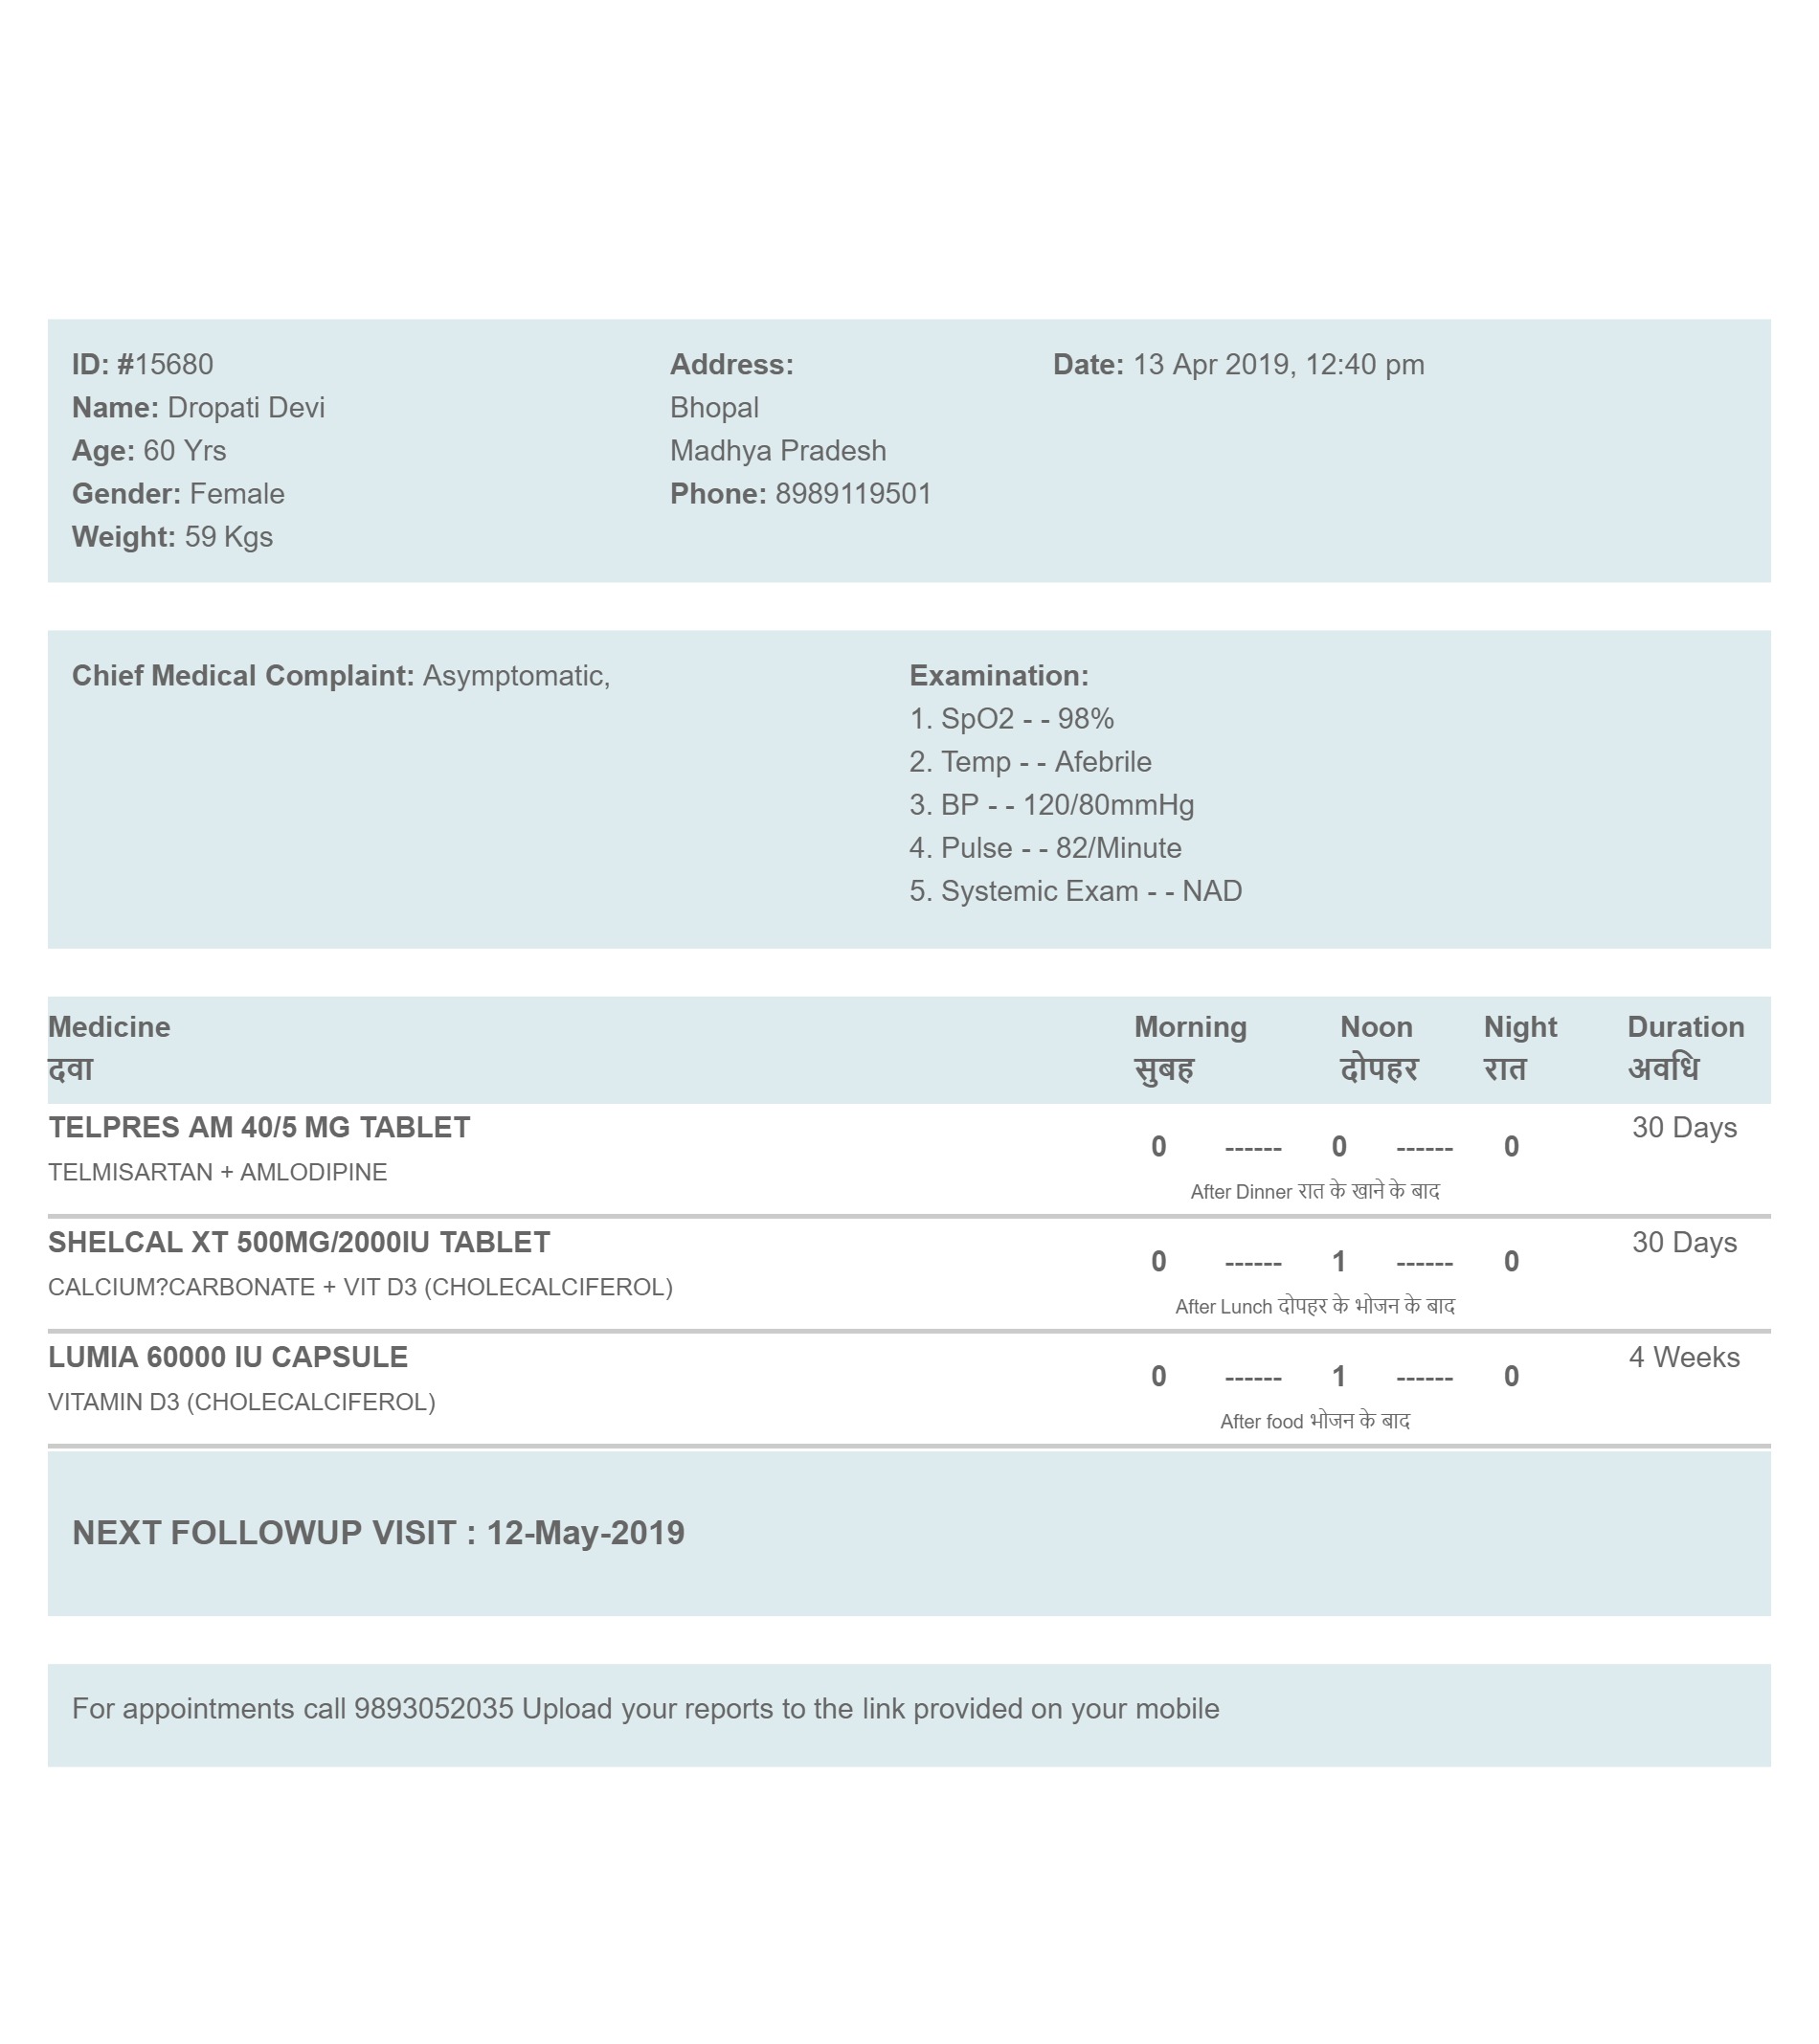 ID: #15680
Name: Dropati Devi
Age: 60 Yrs
Gender: Female
Weight: 59 Kgs
Address:
Bhopal
Madhya Pradesh
Phone: 8989119501
Date: 13 Apr 2019, 12:40 pm
Chief Medical Complaint: Asymptomatic,
Examination:
1. SpO2 - - 98%
2. Temp - - Afebrile
3. BP - - 120/80mmHg
4. Pulse - - 82/Minute
5. Systemic Exam - - NAD
Medicine Morning Noon Night Duration
दवा सुबह दोपहर रात अवधि
TELPRES AM 40/5 MG TABLET 0 ------ 0 ------ 0 30 Days
TELMISARTAN + AMLODIPINE After Dinner रात के खाने के बाद
SHELCAL XT 500MG/2000IU TABLET 0 ------ 1 ------ 0 30 Days
CALCIUM?CARBONATE + VIT D3 (CHOLECALCIFEROL) After Lunch दोपहर के भोजन के बाद
LUMIA 60000 IU CAPSULE 0 ------ 1 ------ 0 4 Weeks
VITAMIN D3 (CHOLECALCIFEROL) After food भोजन के बाद
NEXT FOLLOWUP VISIT : 12-May-2019
For appointments call 9893052035 Upload your reports to the link provided on your mobile